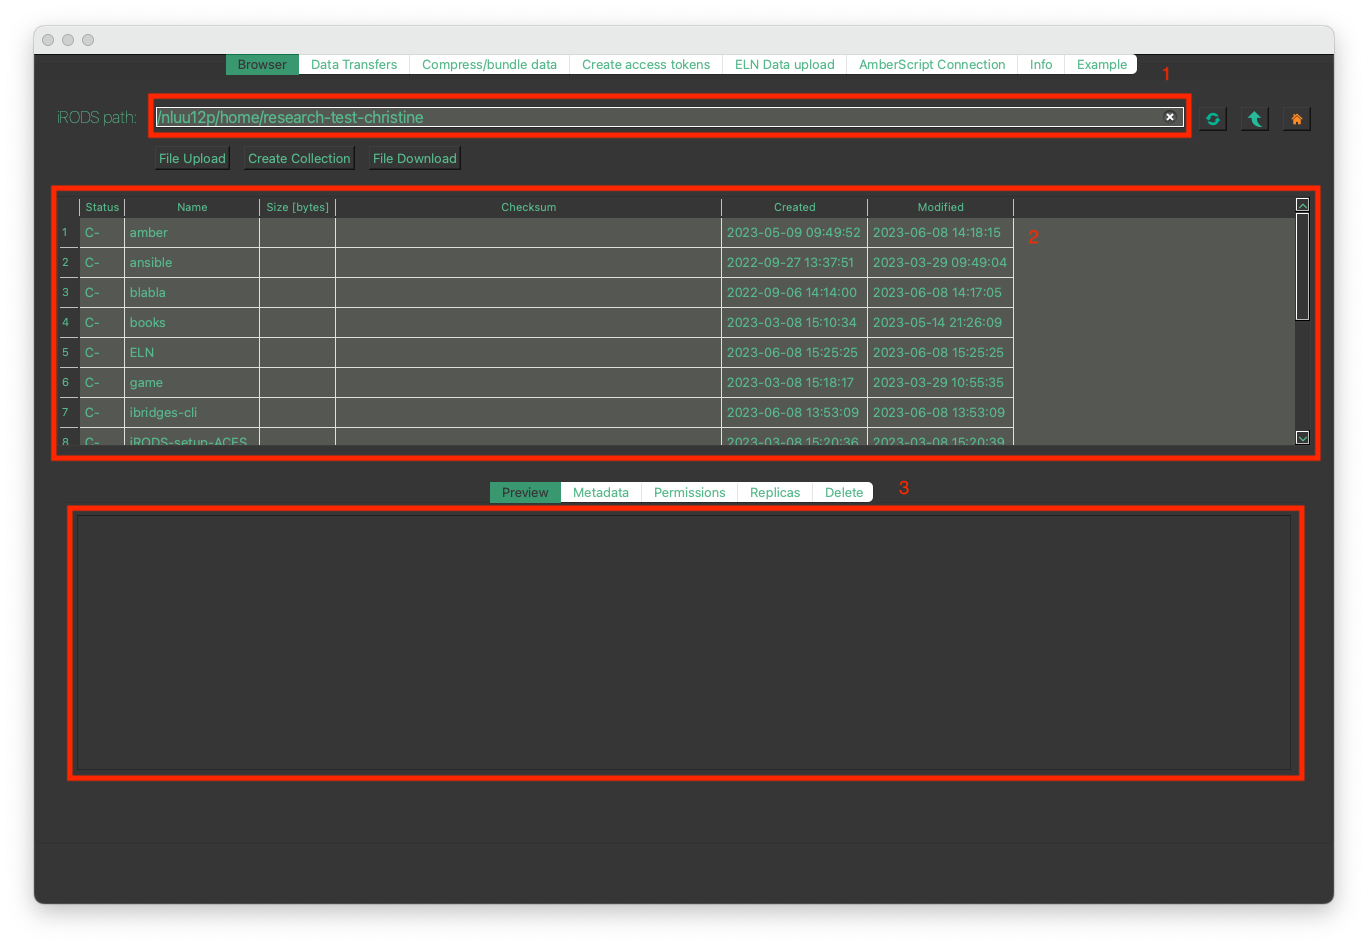 Browser Data Transfers Compress/bundle data Create access tokens ELN Data upload AmberScript Connection Info Example
1
iRODS path: /nluu12p/home/research-test-christine
File Upload Create Collection File Download
Status Name Size [bytes] Checksum Created Modified
1 C- amber 2023-05-09 09:49:52 2023-06-08 14:18:15
2
2 C- ansible 2022-09-27 13:37:51 2023-03-29 09:49:04
3 C- blabla 2022-09-06 14:14:00 2023-06-08 14:17:05
4 C- books 2023-03-08 15:10:34 2023-05-14 21:26:09
5 C- ELN 2023-06-08 15:25:25 2023-06-08 15:25:25
6 C- game 2023-03-08 15:18:17 2023-03-29 10:55:35
7 C- ibridges-cli 2023-06-08 13:53:09 2023-06-08 13:53:09
8 C- iRODS-setup-ACES 2023-03-08 15:20:36 2023-03-08 15:20:39
Preview Metadata Permissions Replicas Delete 3